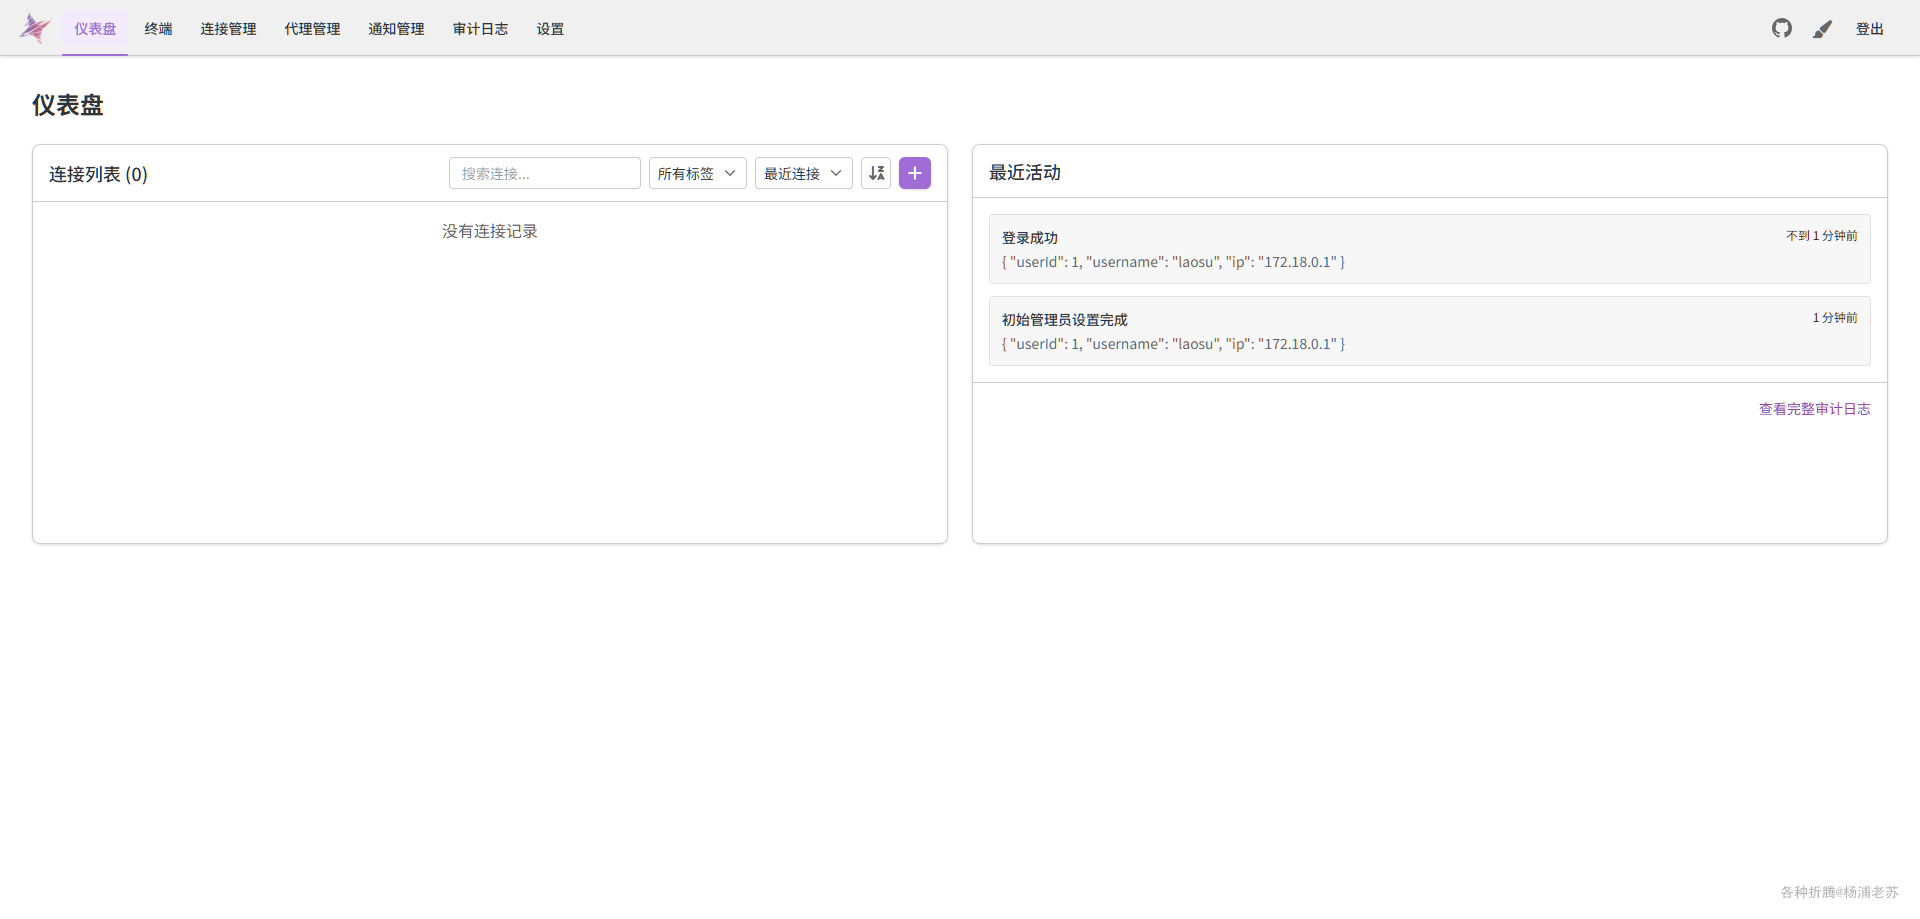 仪表盘 终端 连接管理 代理管理 通知管理 审计日志 设置 登出
仪表盘
连接列表 (0) 搜索连接... 所有标签 最近连接
没有连接记录
最近活动
登录成功 不到 1 分钟前
{ "userId": 1, "username": "laosu", "ip": "172.18.0.1" }
初始管理员设置完成 1 分钟前
{ "userId": 1, "username": "laosu", "ip": "172.18.0.1" }
查看完整审计日志
各种折腾@杨浦老苏